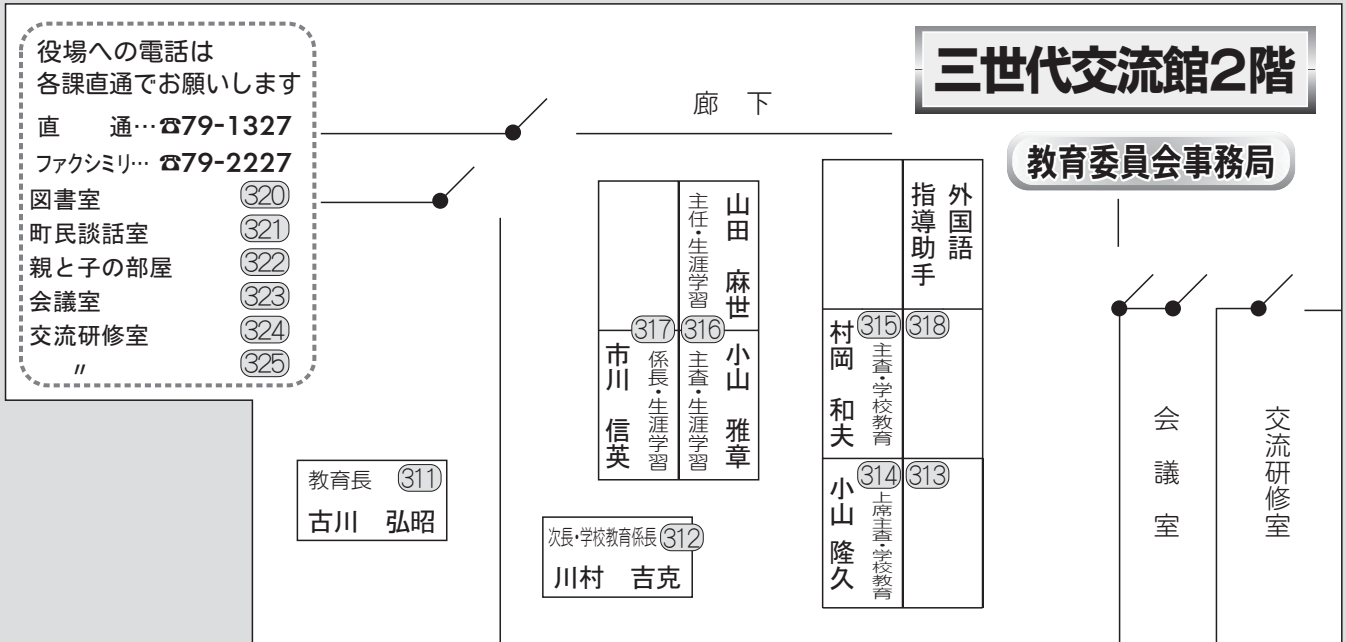 役場への電話は
各課直通でお願いします
直　　通…☎79-1327
ファクシミリ…☎79-2227
図書室 320
町民談話室 321
親と子の部屋 322
会議室 323
交流研修室 324
〃 325
三世代交流館2階
教育委員会事務局
廊　下
山田　麻世
主任・生涯学習
317
316
市川　信英
係長・生涯学習
小山　雅章
主査・生涯学習
外国語
指導助手
315
318
村岡　和夫
主査・学校教育
314
313
小山　隆久
上席主査・学校教育
教育長 311
古川　弘昭
次長・学校教育係長 312
川村　吉克
会議室
交流研修室